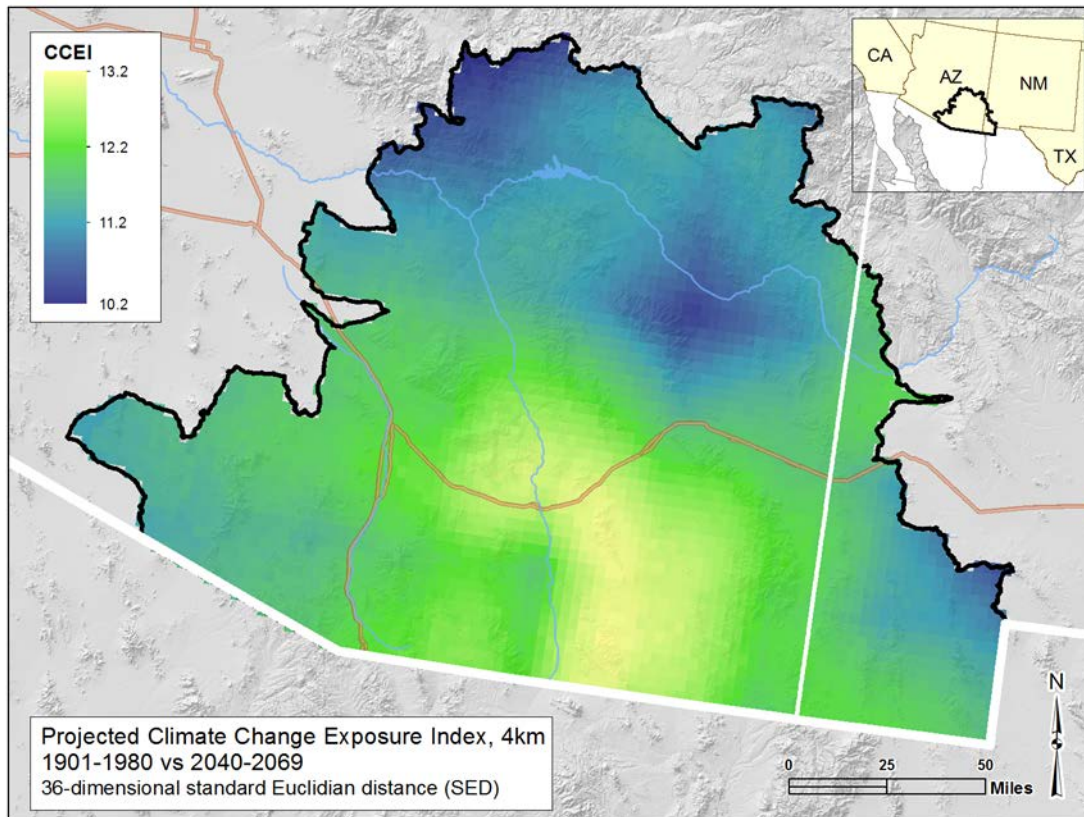 CCEI
13.2
12.2
11.2
10.2
CA
AZ
NM
TX
Projected Climate Change Exposure Index, 4km
1901-1980 vs 2040-2069
36-dimensional standard Euclidian distance (SED)
N
0 25 50
Miles